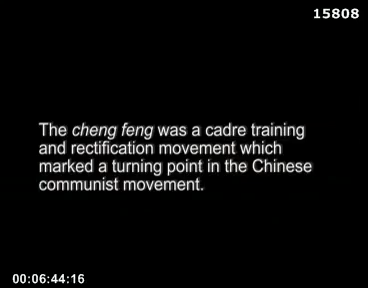 15808
The cheng feng was a cadre training
and rectification movement which
marked a turning point in the Chinese
communist movement.
00:06:44:16